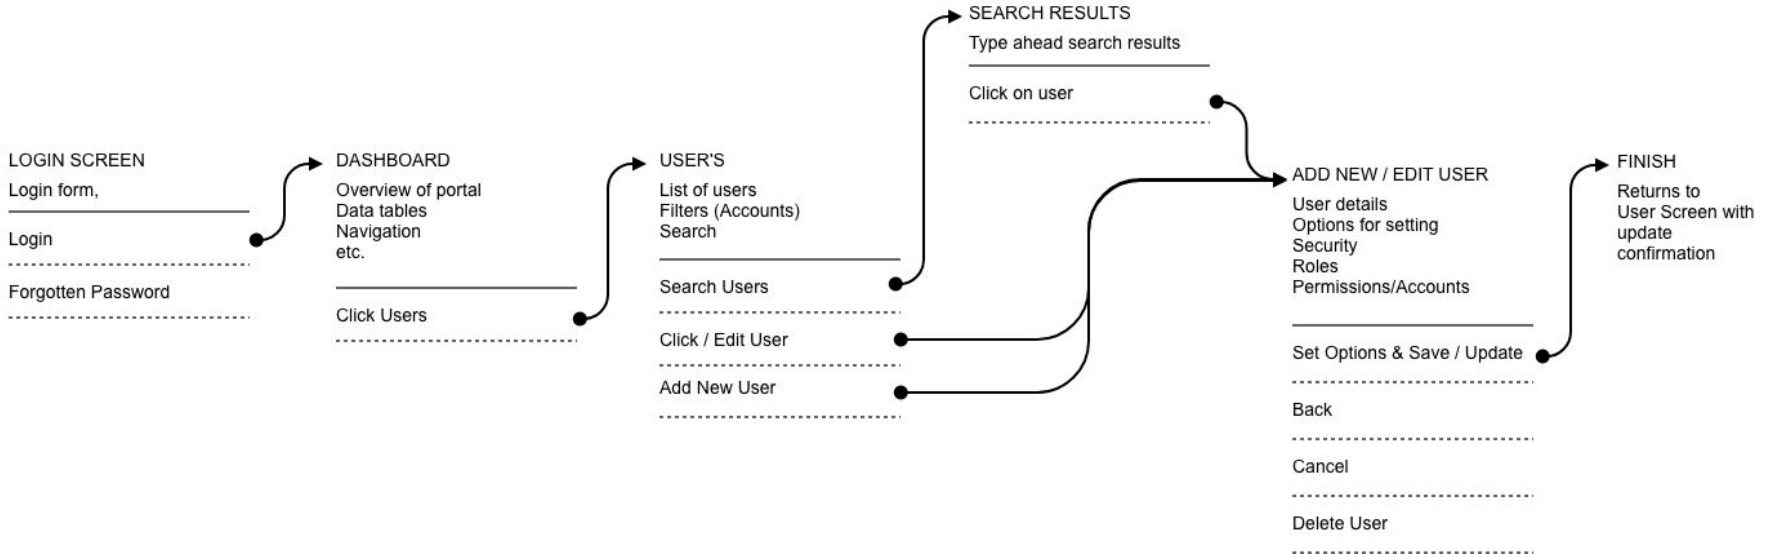 LOGIN SCREEN
Login form,
Login
Forgotten Password
DASHBOARD
Overview of portal
Data tables
Navigation
etc.
Click Users
USER'S
List of users
Filters (Accounts)
Search
Search Users
Click / Edit User
Add New User
SEARCH RESULTS
Type ahead search results
Click on user
ADD NEW / EDIT USER
User details
Options for setting
Security
Roles
Permissions/Accounts
Set Options & Save / Update
Back
Cancel
Delete User
FINISH
Returns to
User Screen with
update
confirmation